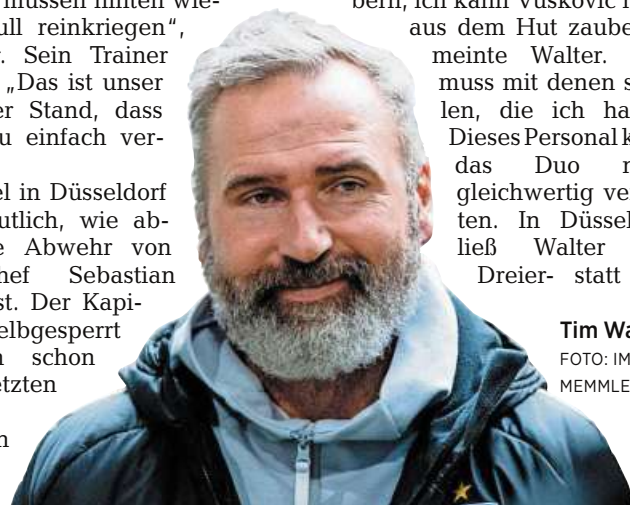 müssen hinten wie-
ull reinkriegen“,
. Sein Trainer
„Das ist unser
er Stand, dass
u einfach ver-
el in Düsseldorf
utlich, wie ab-
e Abwehr von
hef Sebastian
st. Der Kapi-
elbgesperrt
schon
etzten
n
bern, ich kann Vuskovic
aus dem Hut zaube
meinte Walter.
muss mit denen s
len, die ich ha
Dieses Personal k
das Duo
gleichwertig ve
ten. In Düssel
ließ Walter
Dreier- statt
Tim Wa
FOTO: IM
MEMMLE